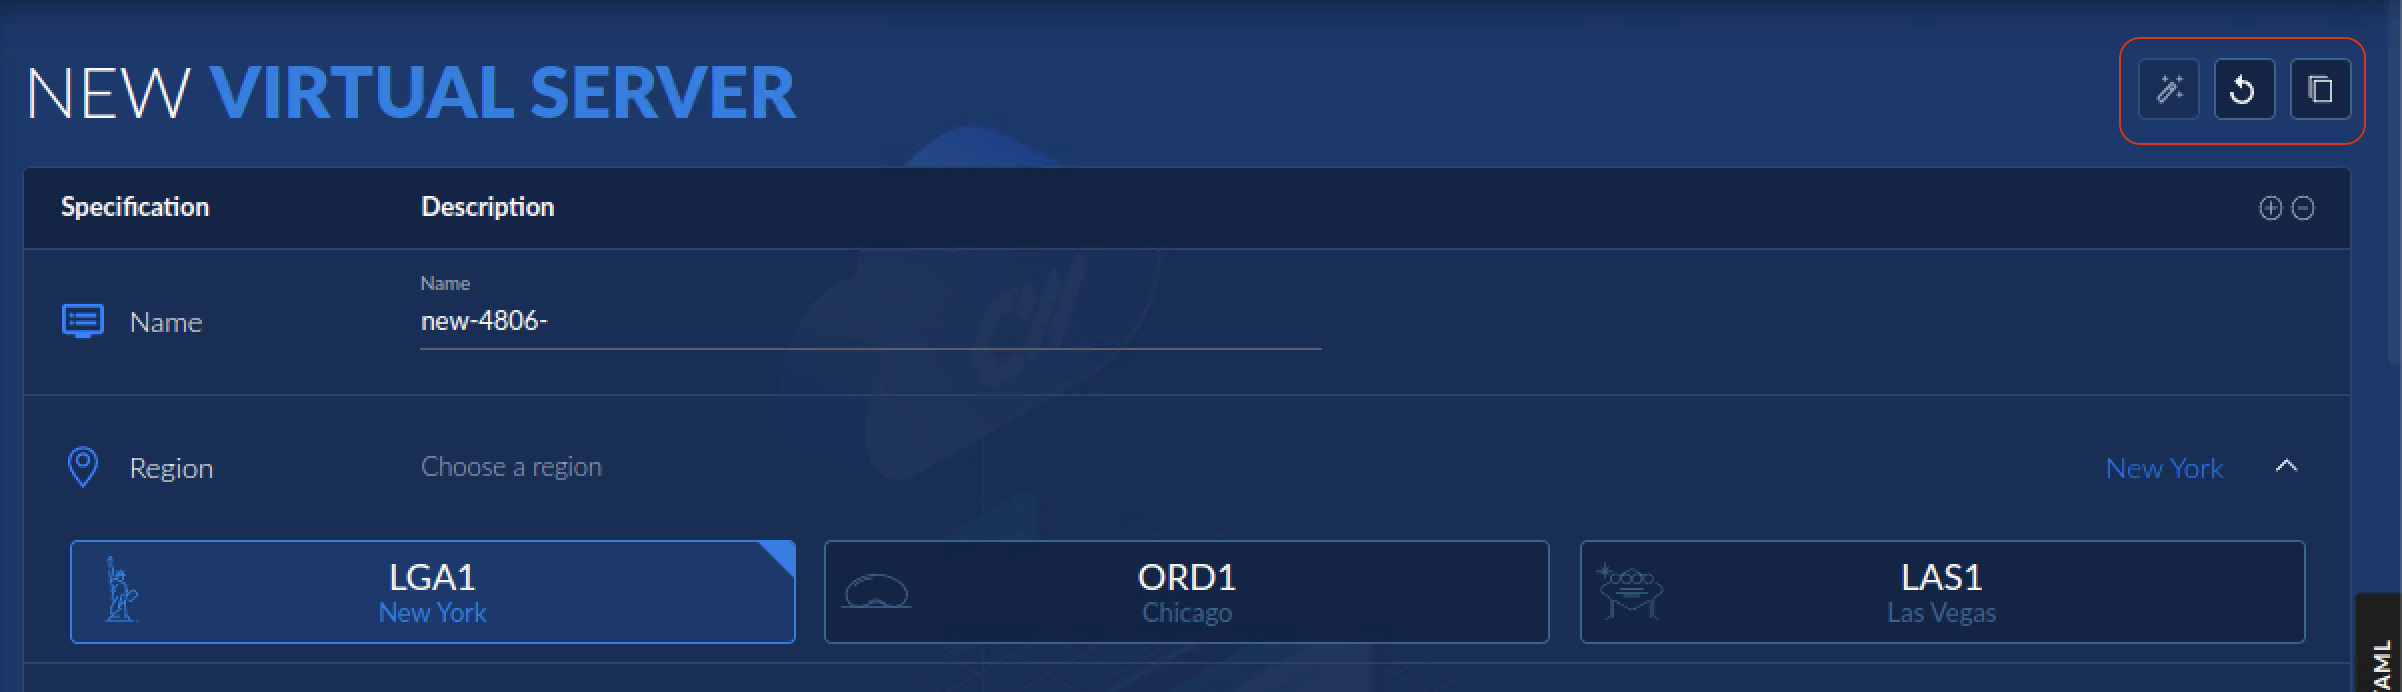 NEW VIRTUAL SERVER
Specification Description
Name
Name new-4806-
Region Choose a region New York
LGA1
New York
ORD1
Chicago
LAS1
Las Vegas